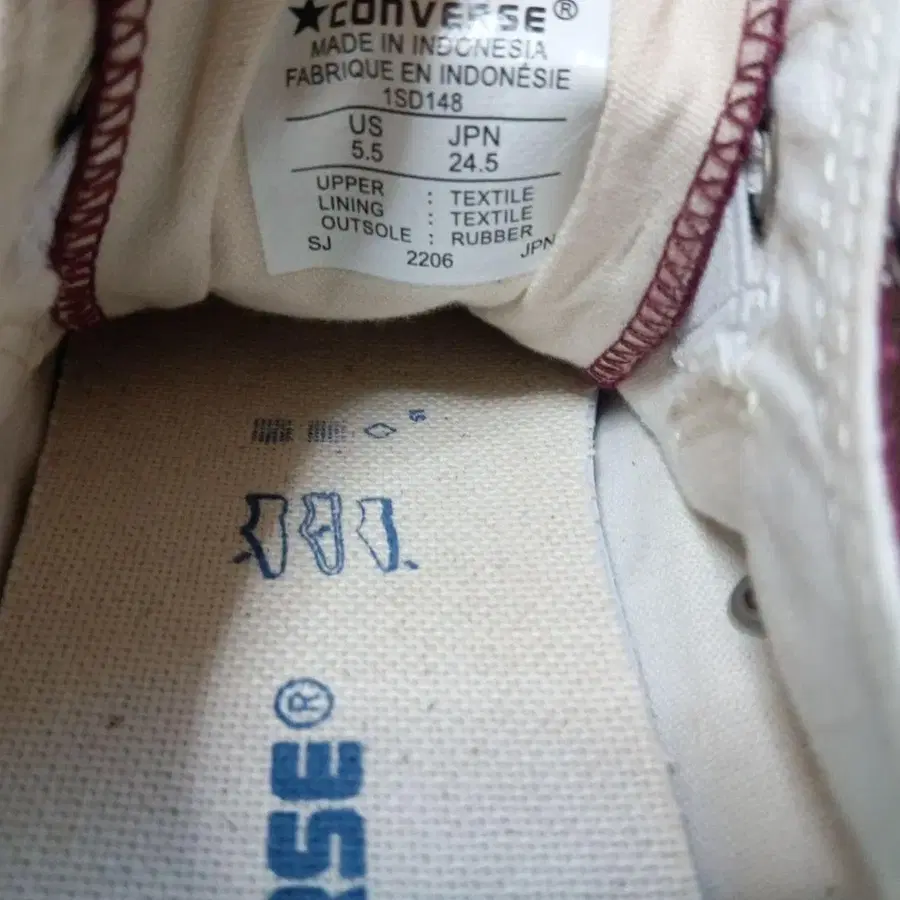 ★CONVERSE®
MADE IN INDONESIA
FABRIQUE EN INDONÉSIE
1SD148
US JPN
5.5 24.5
UPPER : TEXTILE
LINING : TEXTILE
OUTSOLE : RUBBER
SJ 2206 JPN
RSE®